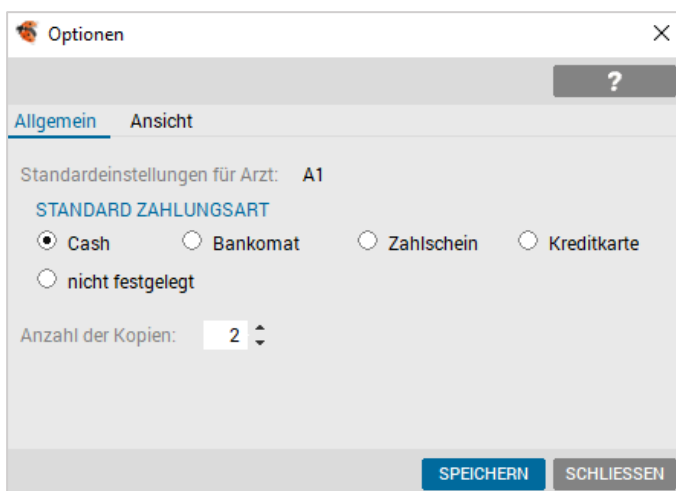 Optionen
?
Allgemein Ansicht
Standardeinstellungen für Arzt: A1
STANDARD ZAHLUNGSART
Cash Bankomat Zahlschein Kreditkarte
nicht festgelegt
Anzahl der Kopien: 2
SPEICHERN SCHLIESSEN